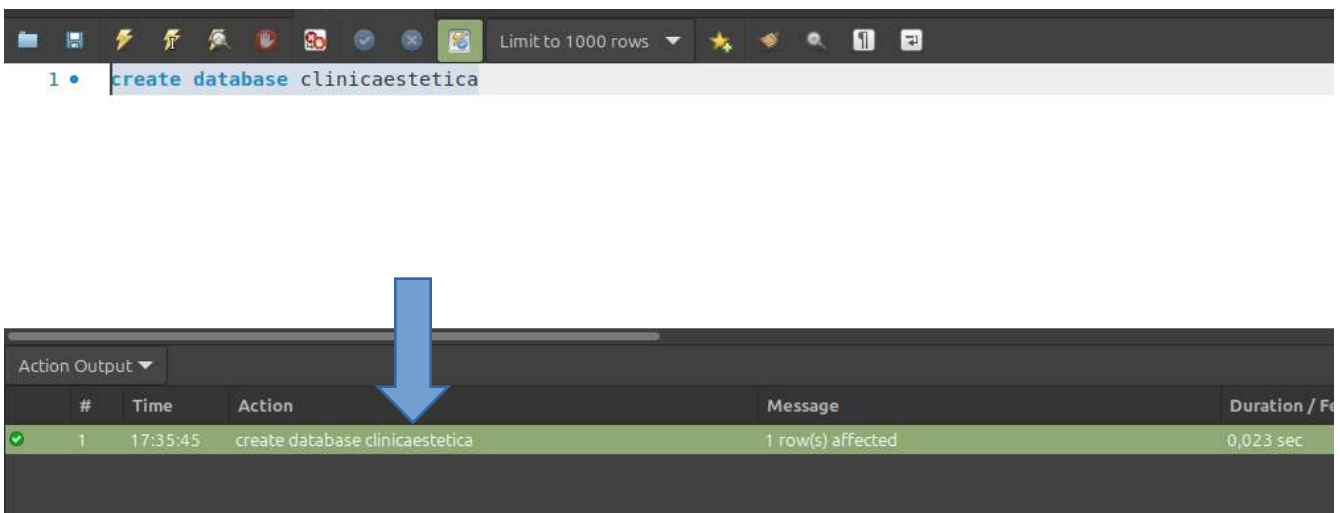 Limit to 1000 rows
1 create database clinicaestetica
Action Output
# Time Action Message Duration / Fe
1 17:35:45 create database clinicaestetica 1 row(s) affected 0,023 sec